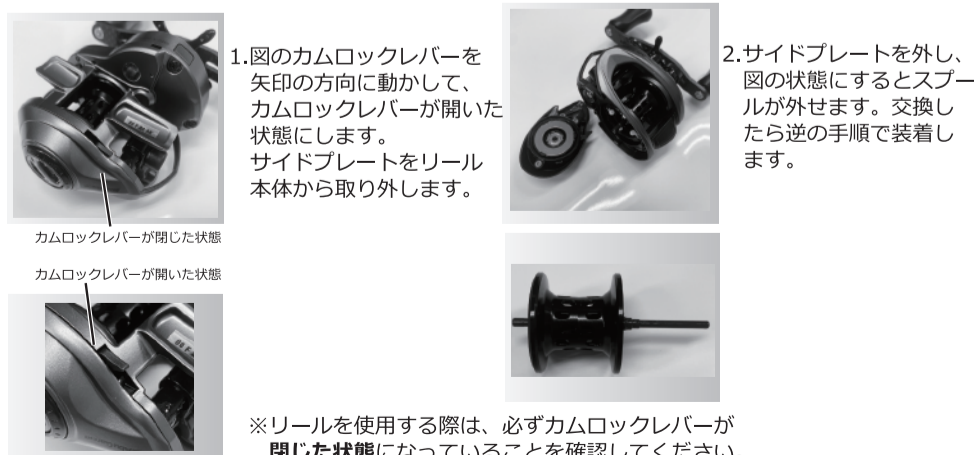 1.図のカムロックレバーを
矢印の方向に動かして、
カムロックレバーが開いた
状態にします。
サイドプレートをリール
本体から取り外します。
カムロックレバーが閉じた状態
カムロックレバーが開いた状態
2.サイドプレートを外し、
図の状態にするとスプー
ルが外せます。交換し
たら逆の手順で装着し
ます。
※リールを使用する際は、必ずカムロックレバーが
閉じた状態になっていることを確認してください